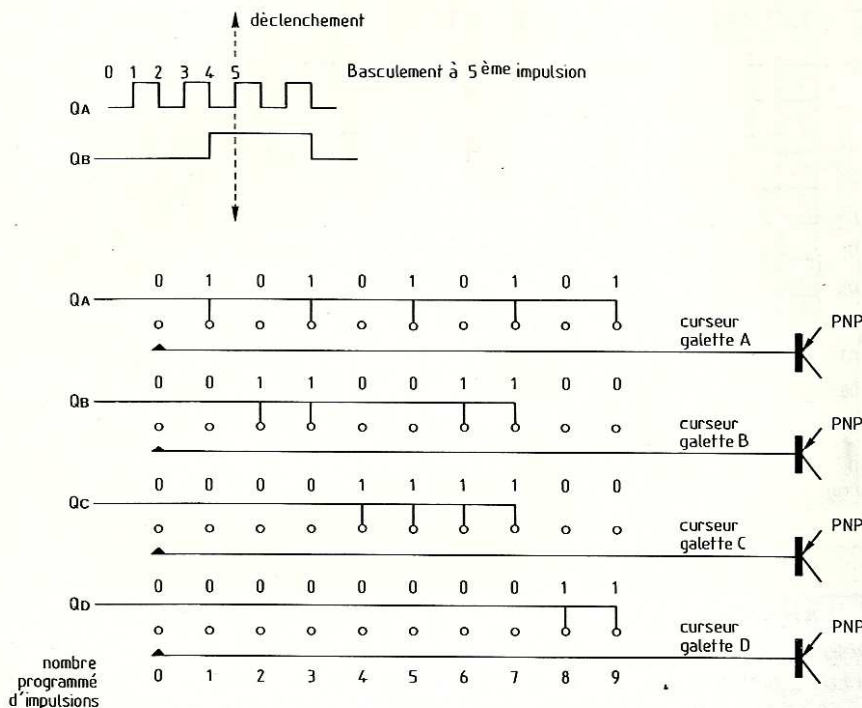 dèclenchement
0 1 2 3 4 5
Basculement à 5ème impulsion
QA
QB
0 1 0 1 0 1 0 1 0 1
QA
curseur
galette A
PNP
0 0 1 1 0 0 1 1 0 0
QB
curseur
galette B
PNP
0 0 0 0 1 1 1 1 0 0
QC
curseur
galette C
PNP
0 0 0 0 0 0 0 0 1 1
QD
curseur
galette D
PNP
nombre
programmé
d'impulsions
0 1 2 3 4 5 6 7 8 9